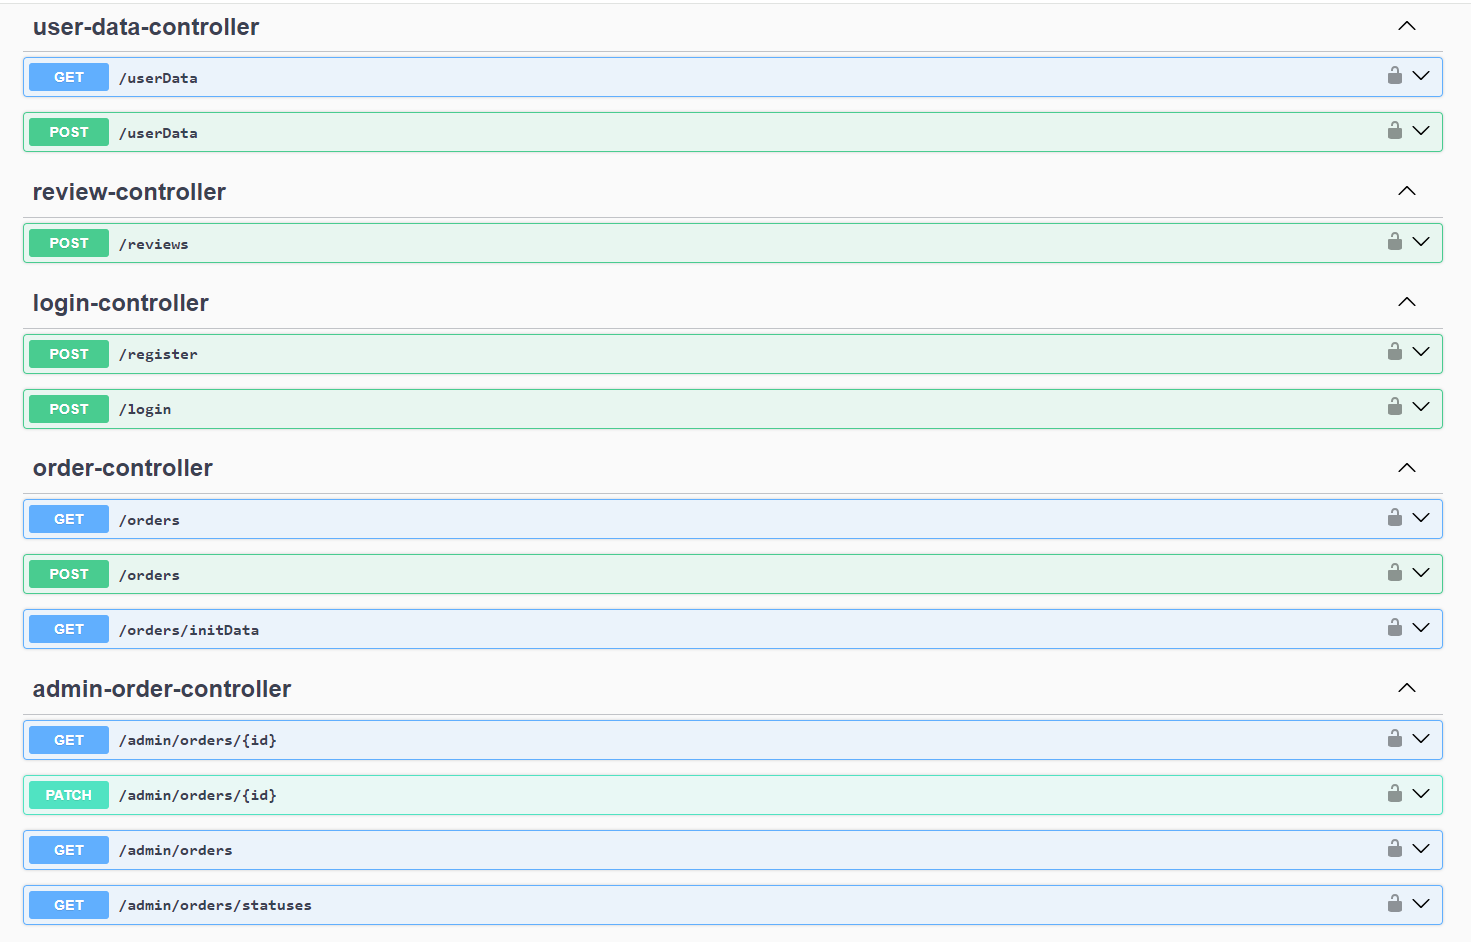 user-data-controller
GET /userData
POST /userData
review-controller
POST /reviews
login-controller
POST /register
POST /login
order-controller
GET /orders
POST /orders
GET /orders/initData
admin-order-controller
GET /admin/orders/{id}
PATCH /admin/orders/{id}
GET /admin/orders
GET /admin/orders/statuses